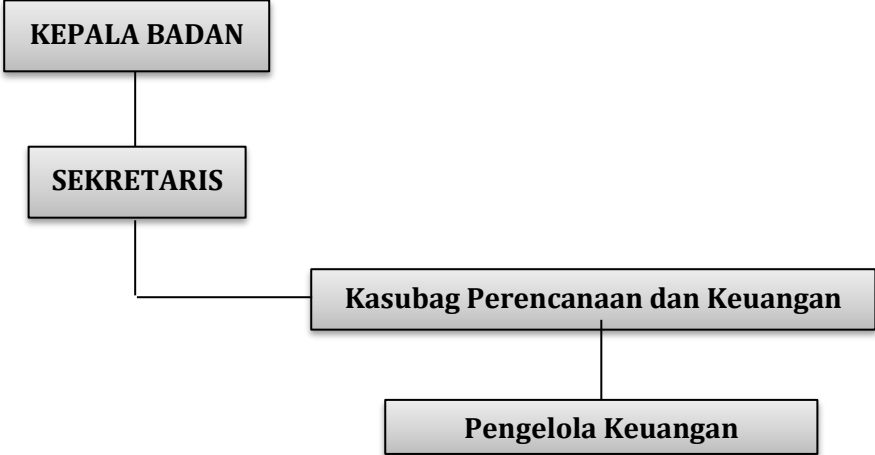 KEPALA BADAN
SEKRETARIS
Kasubag Perencanaan dan Keuangan
Pengelola Keuangan